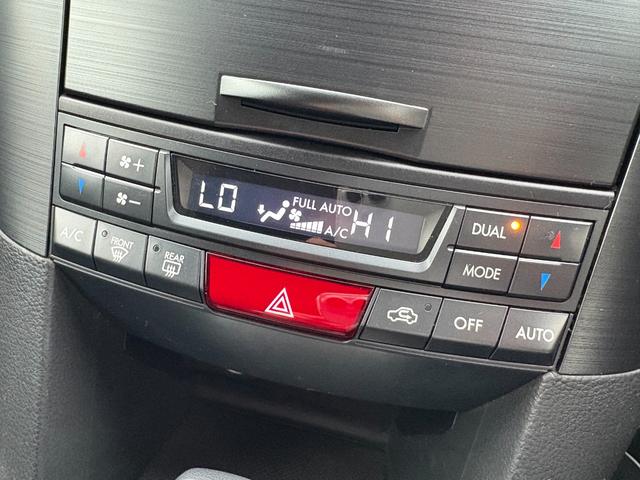 LO
FULL AUTO
A/C
HI
DUAL
MODE
A/C
FRONT
REAR
OFF
AUTO